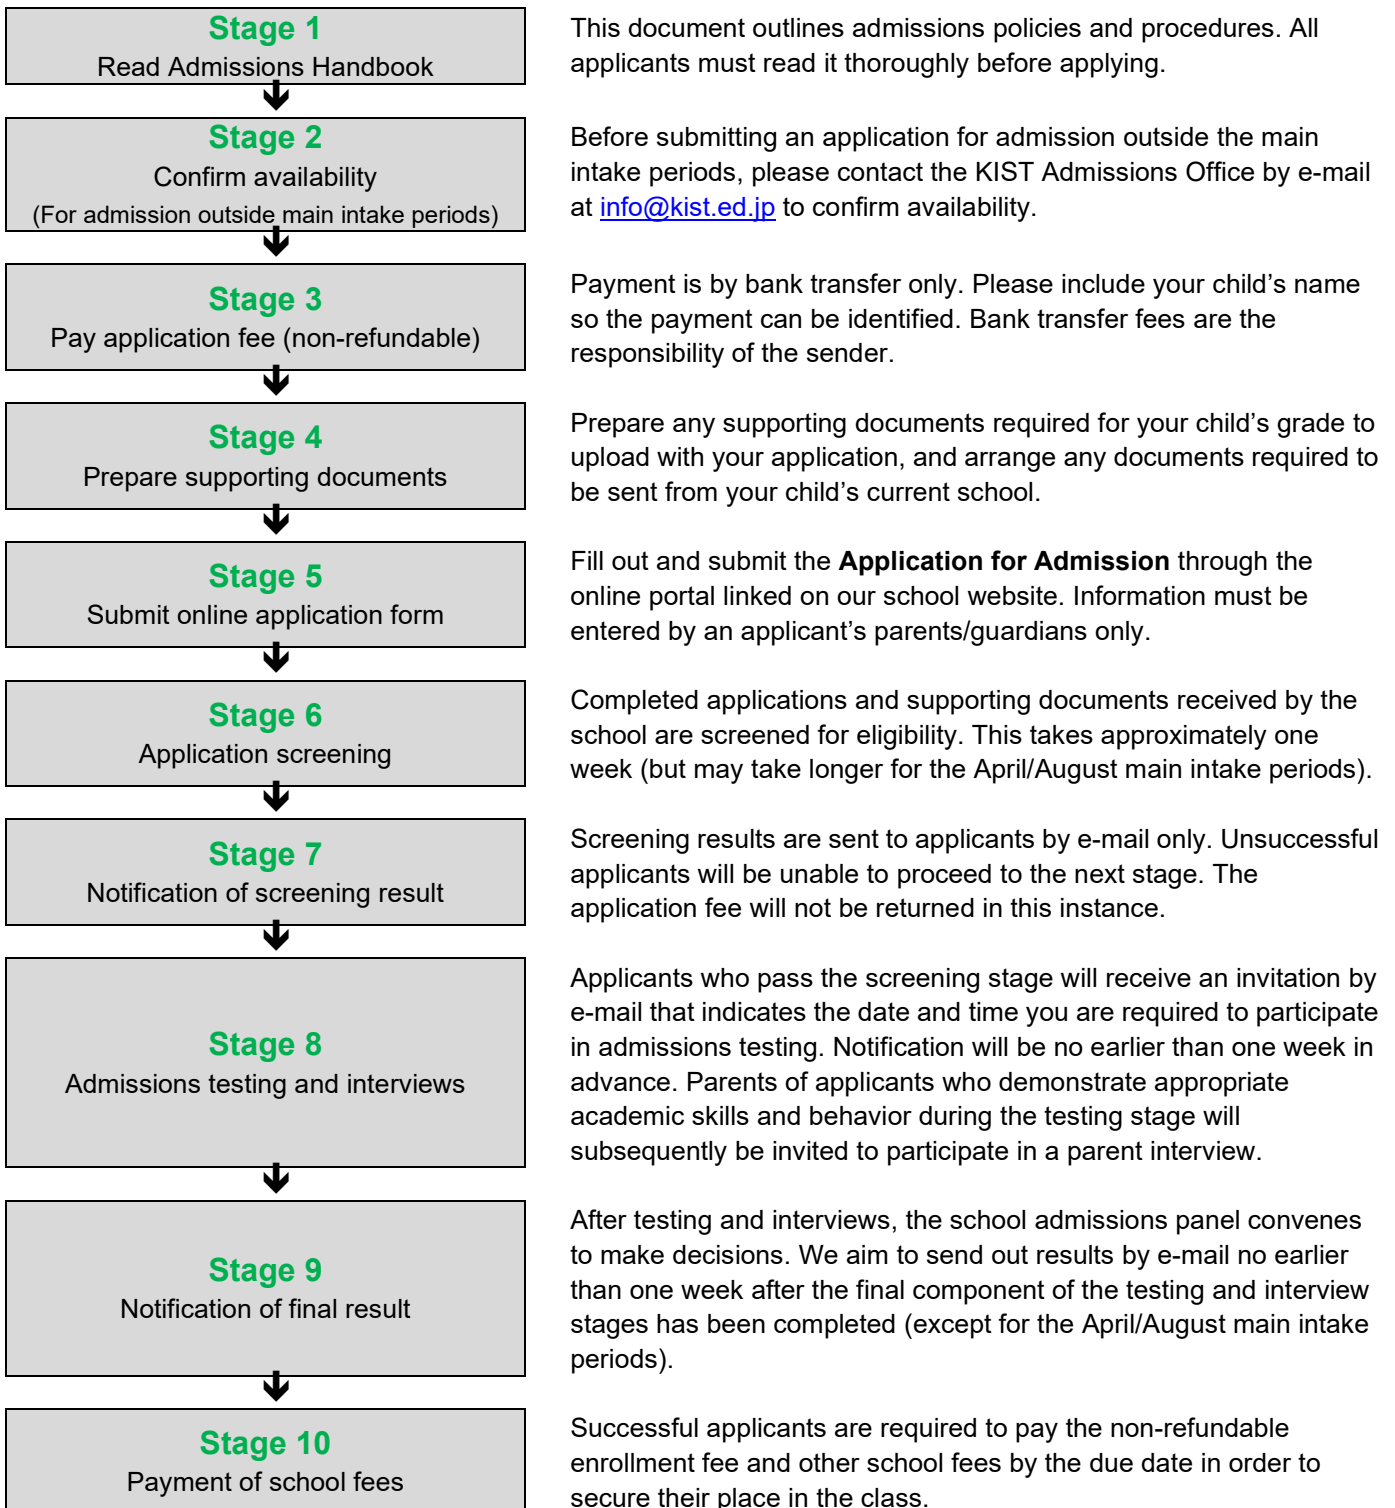 Stage 1
Read Admissions Handbook
This document outlines admissions policies and procedures. All
applicants must read it thoroughly before applying.
Stage 2
Confirm availability
(For admission outside main intake periods)
Before submitting an application for admission outside the main
intake periods, please contact the KIST Admissions Office by e-mail
at info@kist.ed.jp to confirm availability.
Stage 3
Pay application fee (non-refundable)
Payment is by bank transfer only. Please include your child’s name
so the payment can be identified. Bank transfer fees are the
responsibility of the sender.
Stage 4
Prepare supporting documents
Prepare any supporting documents required for your child’s grade to
upload with your application, and arrange any documents required to
be sent from your child’s current school.
Stage 5
Submit online application form
Fill out and submit the Application for Admission through the
online portal linked on our school website. Information must be
entered by an applicant’s parents/guardians only.
Stage 6
Application screening
Completed applications and supporting documents received by the
school are screened for eligibility. This takes approximately one
week (but may take longer for the April/August main intake periods).
Stage 7
Notification of screening result
Screening results are sent to applicants by e-mail only. Unsuccessful
applicants will be unable to proceed to the next stage. The
application fee will not be returned in this instance.
Stage 8
Admissions testing and interviews
Applicants who pass the screening stage will receive an invitation by
e-mail that indicates the date and time you are required to participate
in admissions testing. Notification will be no earlier than one week in
advance. Parents of applicants who demonstrate appropriate
academic skills and behavior during the testing stage will
subsequently be invited to participate in a parent interview.
Stage 9
Notification of final result
After testing and interviews, the school admissions panel convenes
to make decisions. We aim to send out results by e-mail no earlier
than one week after the final component of the testing and interview
stages has been completed (except for the April/August main intake
periods).
Stage 10
Payment of school fees
Successful applicants are required to pay the non-refundable
enrollment fee and other school fees by the due date in order to
secure their place in the class.